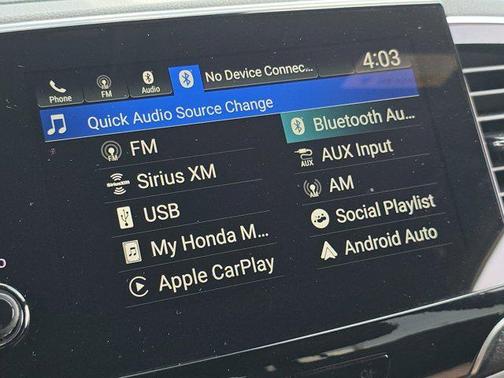 4:03
No Device Connec...
Phone
FM
Audio
Quick Audio Source Change
FM
Sirius XM
USB
My Honda M...
Apple CarPlay
Bluetooth Au...
AUX Input
AM
Social Playlist
Android Auto